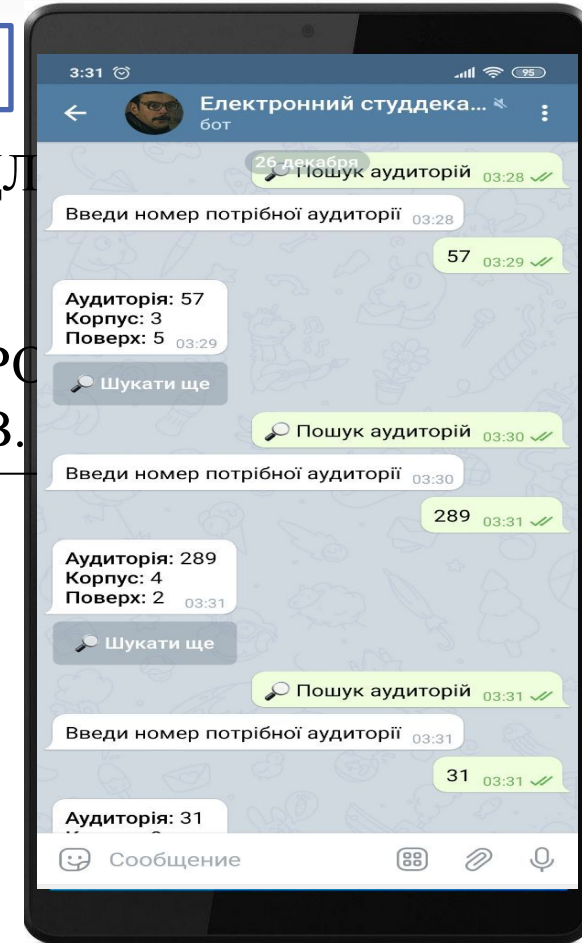 3:31
95
Електронний студдека...
бот
26 декабря
🔎 Пошук аудиторій 03:28
Введи номер потрібної аудиторії 03:28
57 03:29
Аудиторія: 57
Корпус: 3
Поверх: 5 03:29
🔎 Шукати ще
🔎 Пошук аудиторій 03:30
Введи номер потрібної аудиторії 03:30
289 03:31
Аудиторія: 289
Корпус: 4
Поверх: 2 03:31
🔎 Шукати ще
🔎 Пошук аудиторій 03:31
Введи номер потрібної аудиторії 03:31
31 03:31
Аудиторія: 31
Сообщение